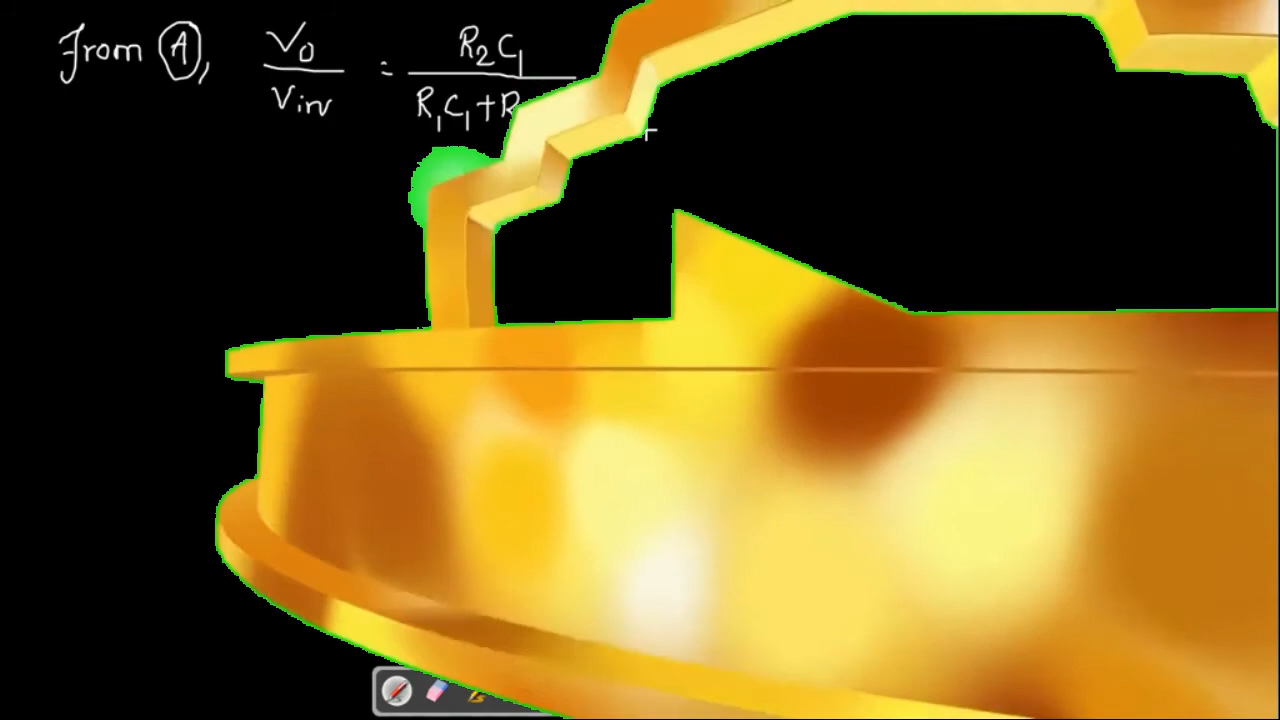 From (A), V₀/Vin = R₂C₁/R₁C₁+R